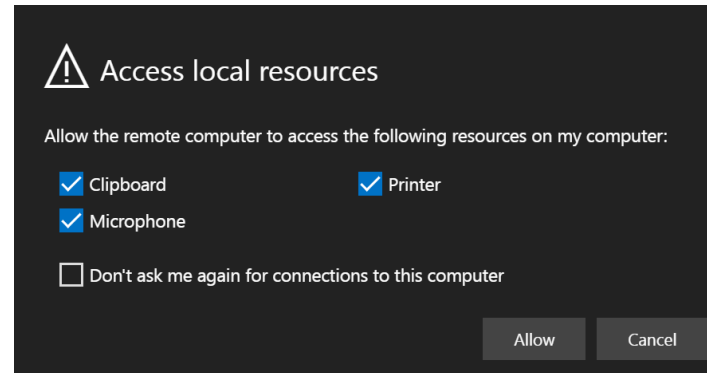 Access local resources
Allow the remote computer to access the following resources on my computer:
Clipboard Printer
Microphone
Don't ask me again for connections to this computer
Allow Cancel